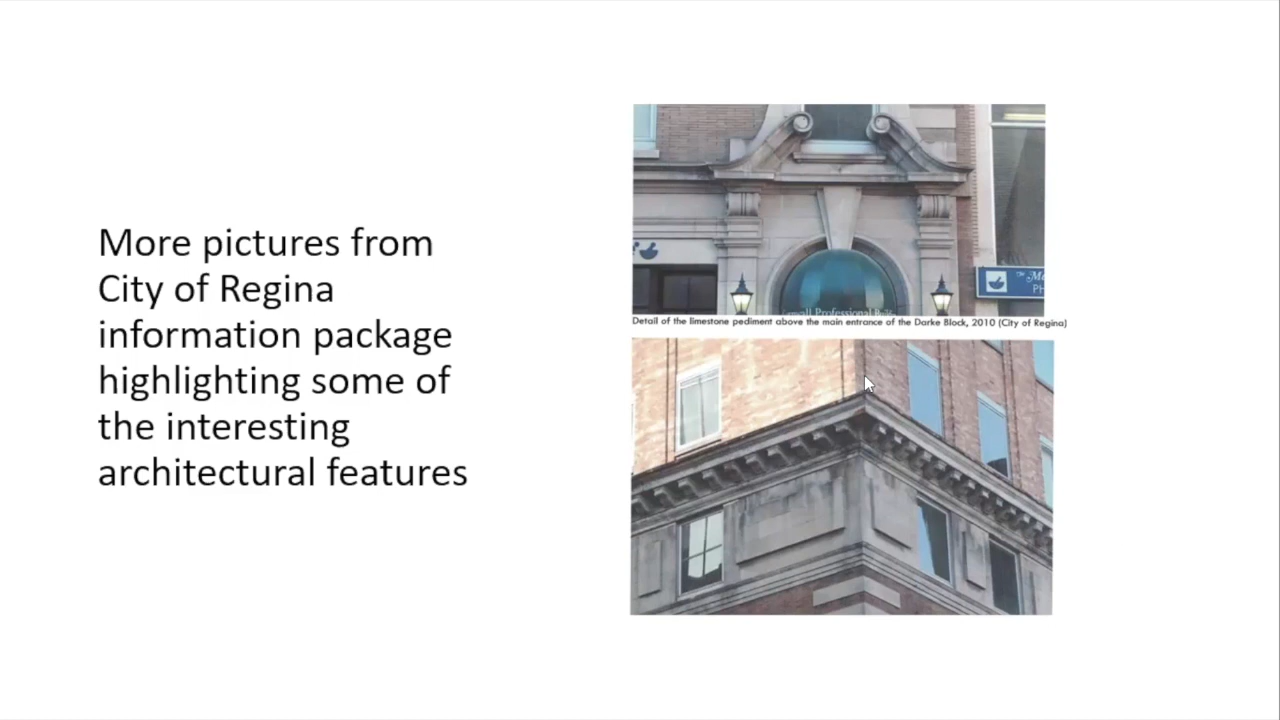 More pictures from
City of Regina
information package
highlighting some of
the interesting
architectural features
Professional
Detail of the limestone pediment above the main entrance of the Darke Block, 2010 (City of Regina)